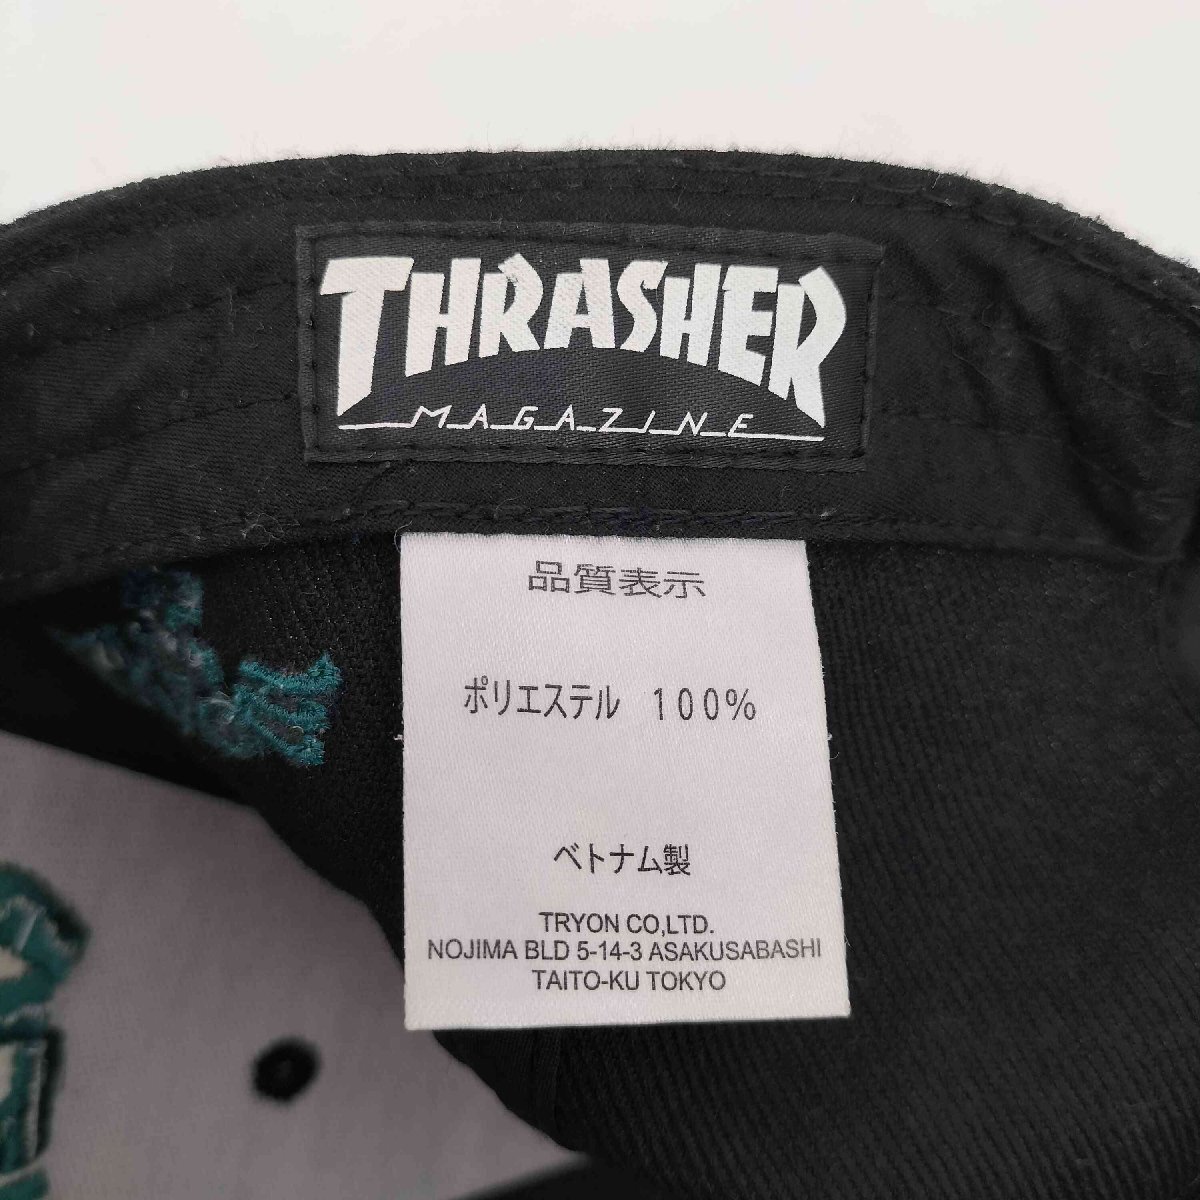 THRASHER
MAGAZINE
品質表示
ポリエステル 100%
ベトナム製
TRYON CO,LTD.
NOJIMA BLD 5-14-3 ASAKUSABASHI
TAITO-KU TOKYO